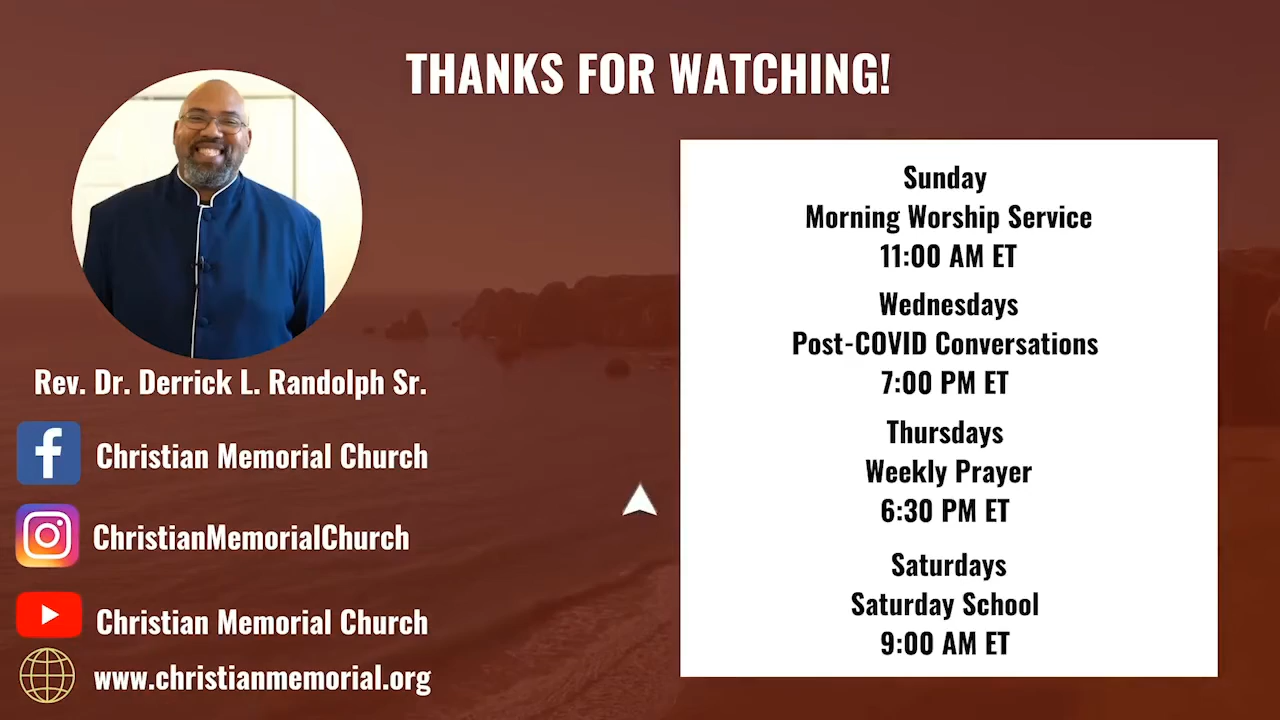 THANKS FOR WATCHING!
Rev. Dr. Derrick L. Randolph Sr.
Christian Memorial Church
ChristianMemorialChurch
Christian Memorial Church
www.christianmemorial.org
Sunday
Morning Worship Service
11:00 AM ET
Wednesdays
Post-COVID Conversations
7:00 PM ET
Thursdays
Weekly Prayer
6:30 PM ET
Saturdays
Saturday School
9:00 AM ET